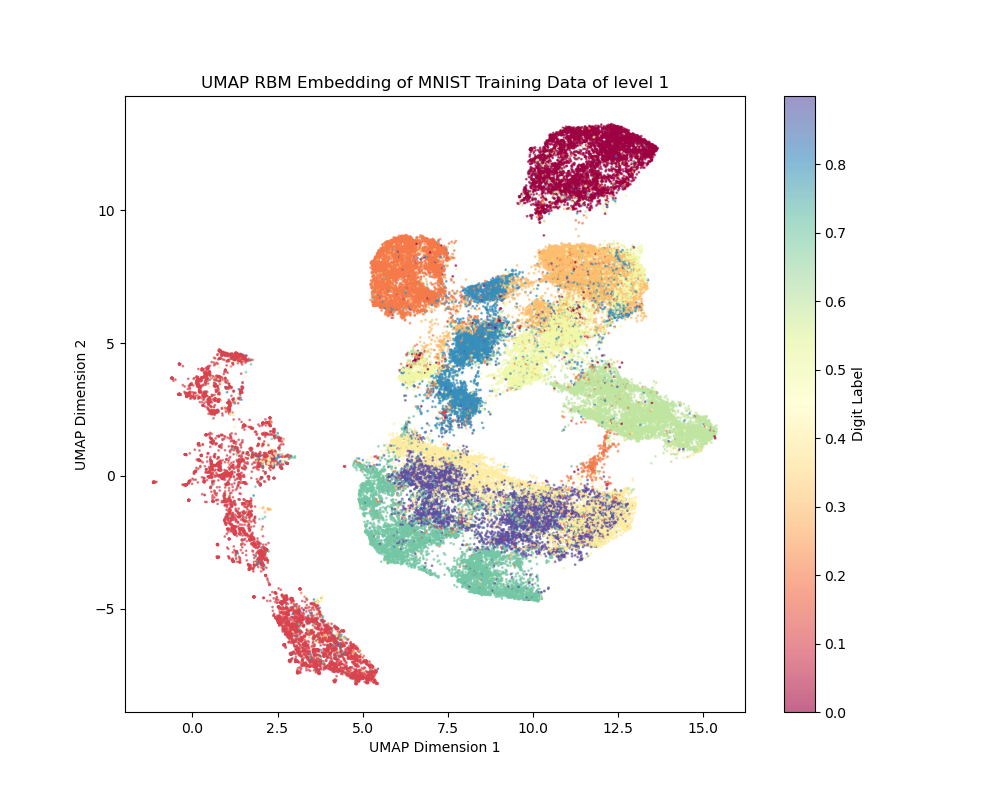 UMAP RBM Embedding of MNIST Training Data of level 1
UMAP Dimension 2
10
5
0
−5
0.0 2.5 5.0 7.5 10.0 12.5 15.0
UMAP Dimension 1
0.8
0.7
0.6
0.5
0.4
0.3
0.2
0.1
0.0
Digit Label